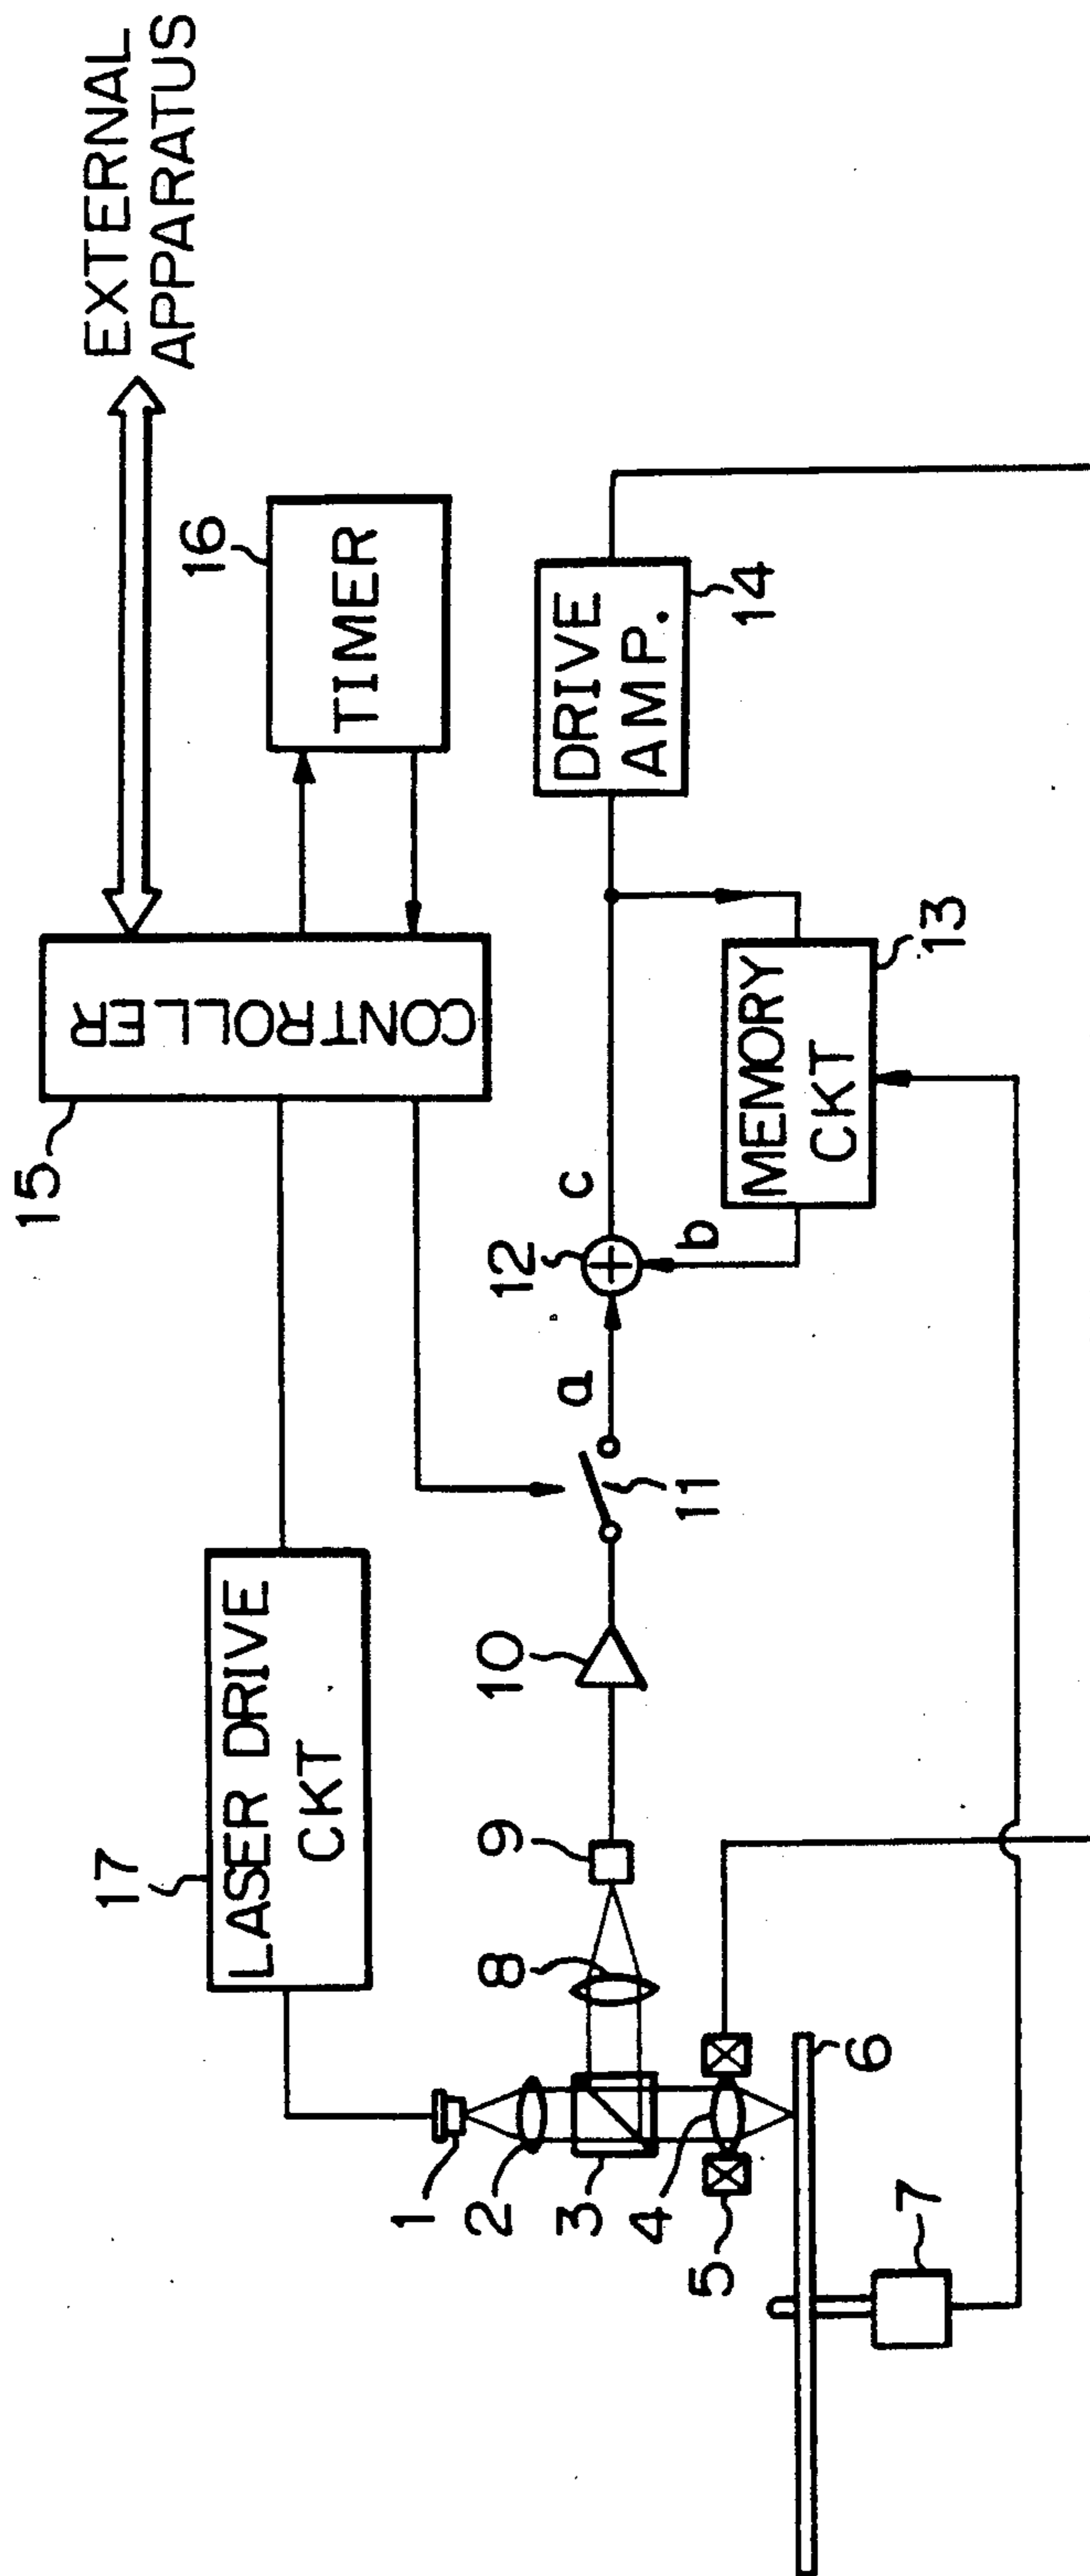 EXTERNAL
APPARATUS
16
TIMER
15
CONTROLLER
17
LASER DRIVE
CKT
14
DRIVE
AMP.
13
MEMORY
CKT
12
a
b
c
11
10
9
8
1
2
3
4
5
6
7